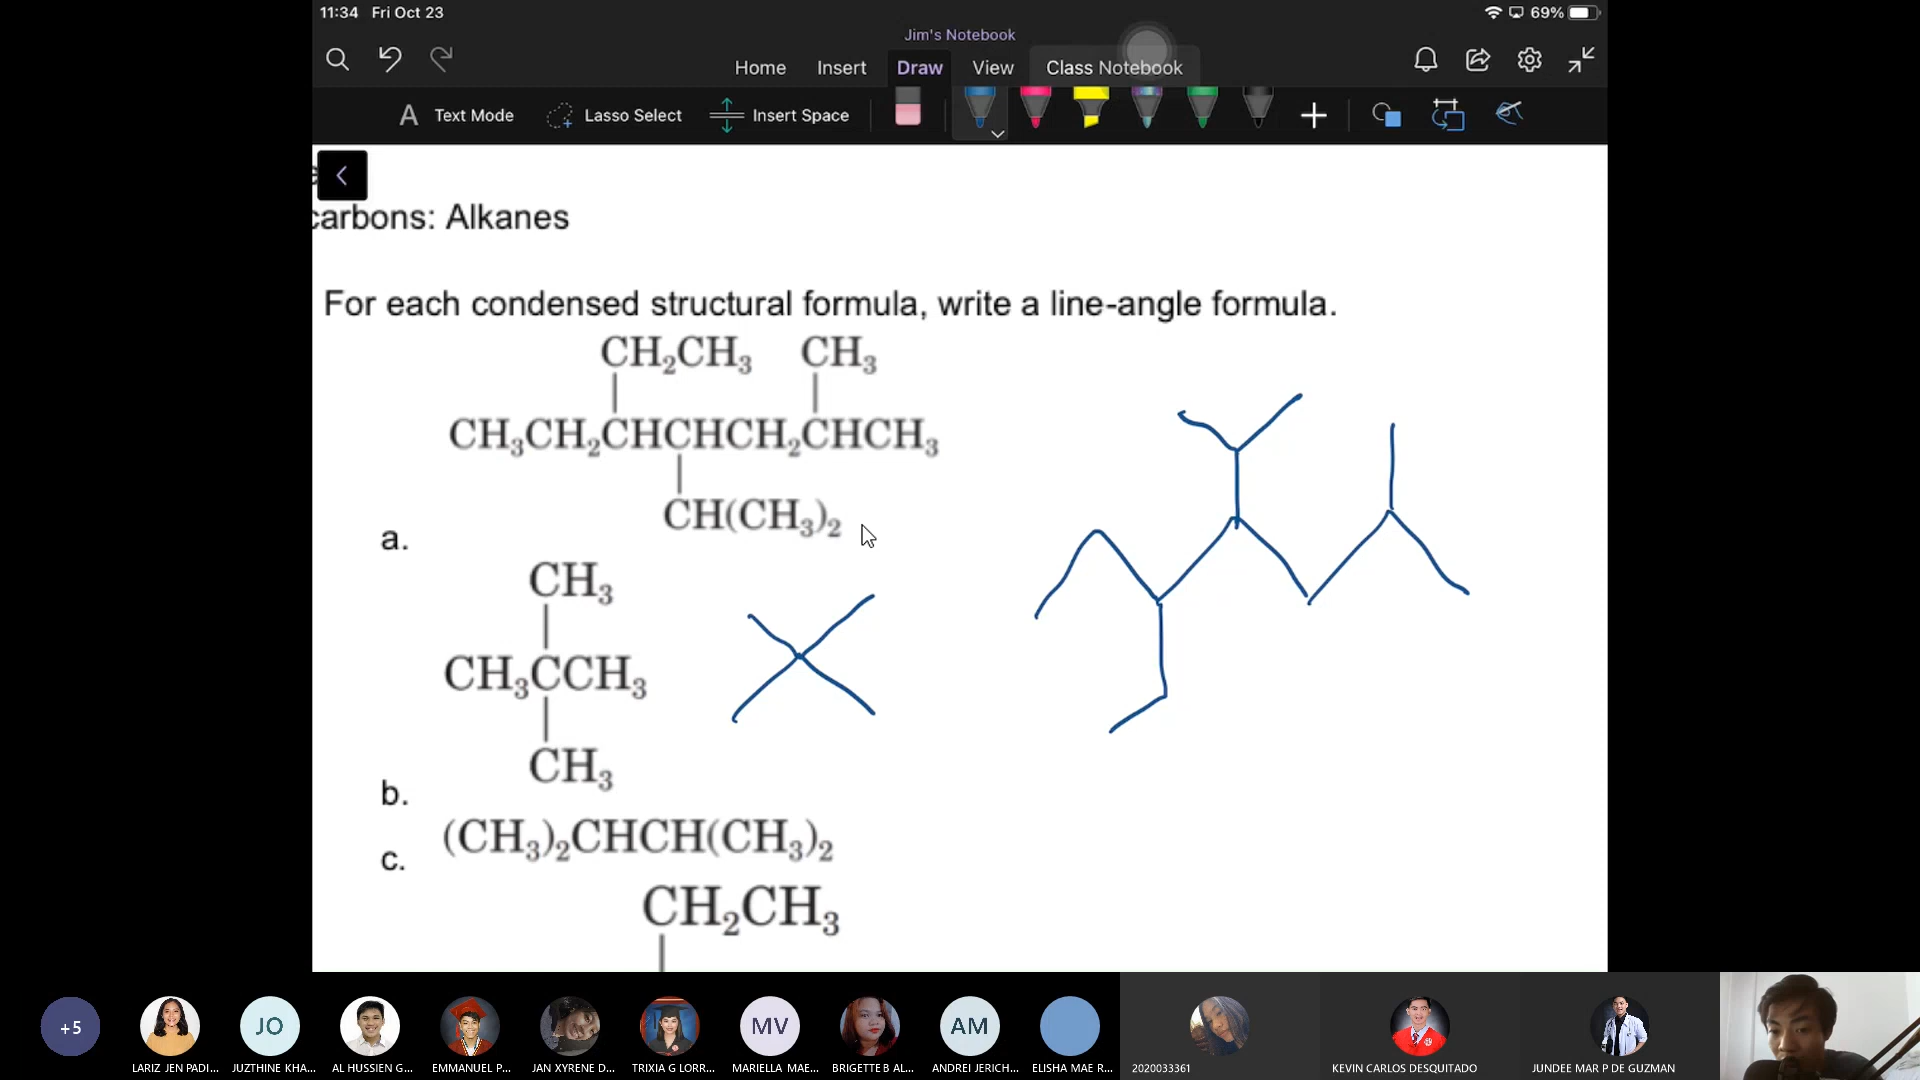 11:34 Fri Oct 23
69%
Jim's Notebook
Home Insert Draw View Class Notebook
A Text Mode Lasso Select Insert Space
carbons: Alkanes
For each condensed structural formula, write a line-angle formula.
CH₂CH₃ CH₃
CH₃CH₂CHCHCH₂CHCH₃
CH(CH₃)₂
a.
CH₃
CH₃CCH₃
CH₃
b.
(CH₃)₂CHCH(CH₃)₂
c.
CH₂CH₃
+5 JO MV AM
LARIZ JEN PADI... JUZTHINE KHA... AL HUSSIEN G... EMMANUEL P... JAN XYRENE D... TRIXIA G LORR... MARIELLA MAE... BRIGETTE B AL... ANDREI JERICH... ELISHA MAE R... 2020033361 KEVIN CARLOS DESQUITADO JUNDEE MAR P DE GUZMAN